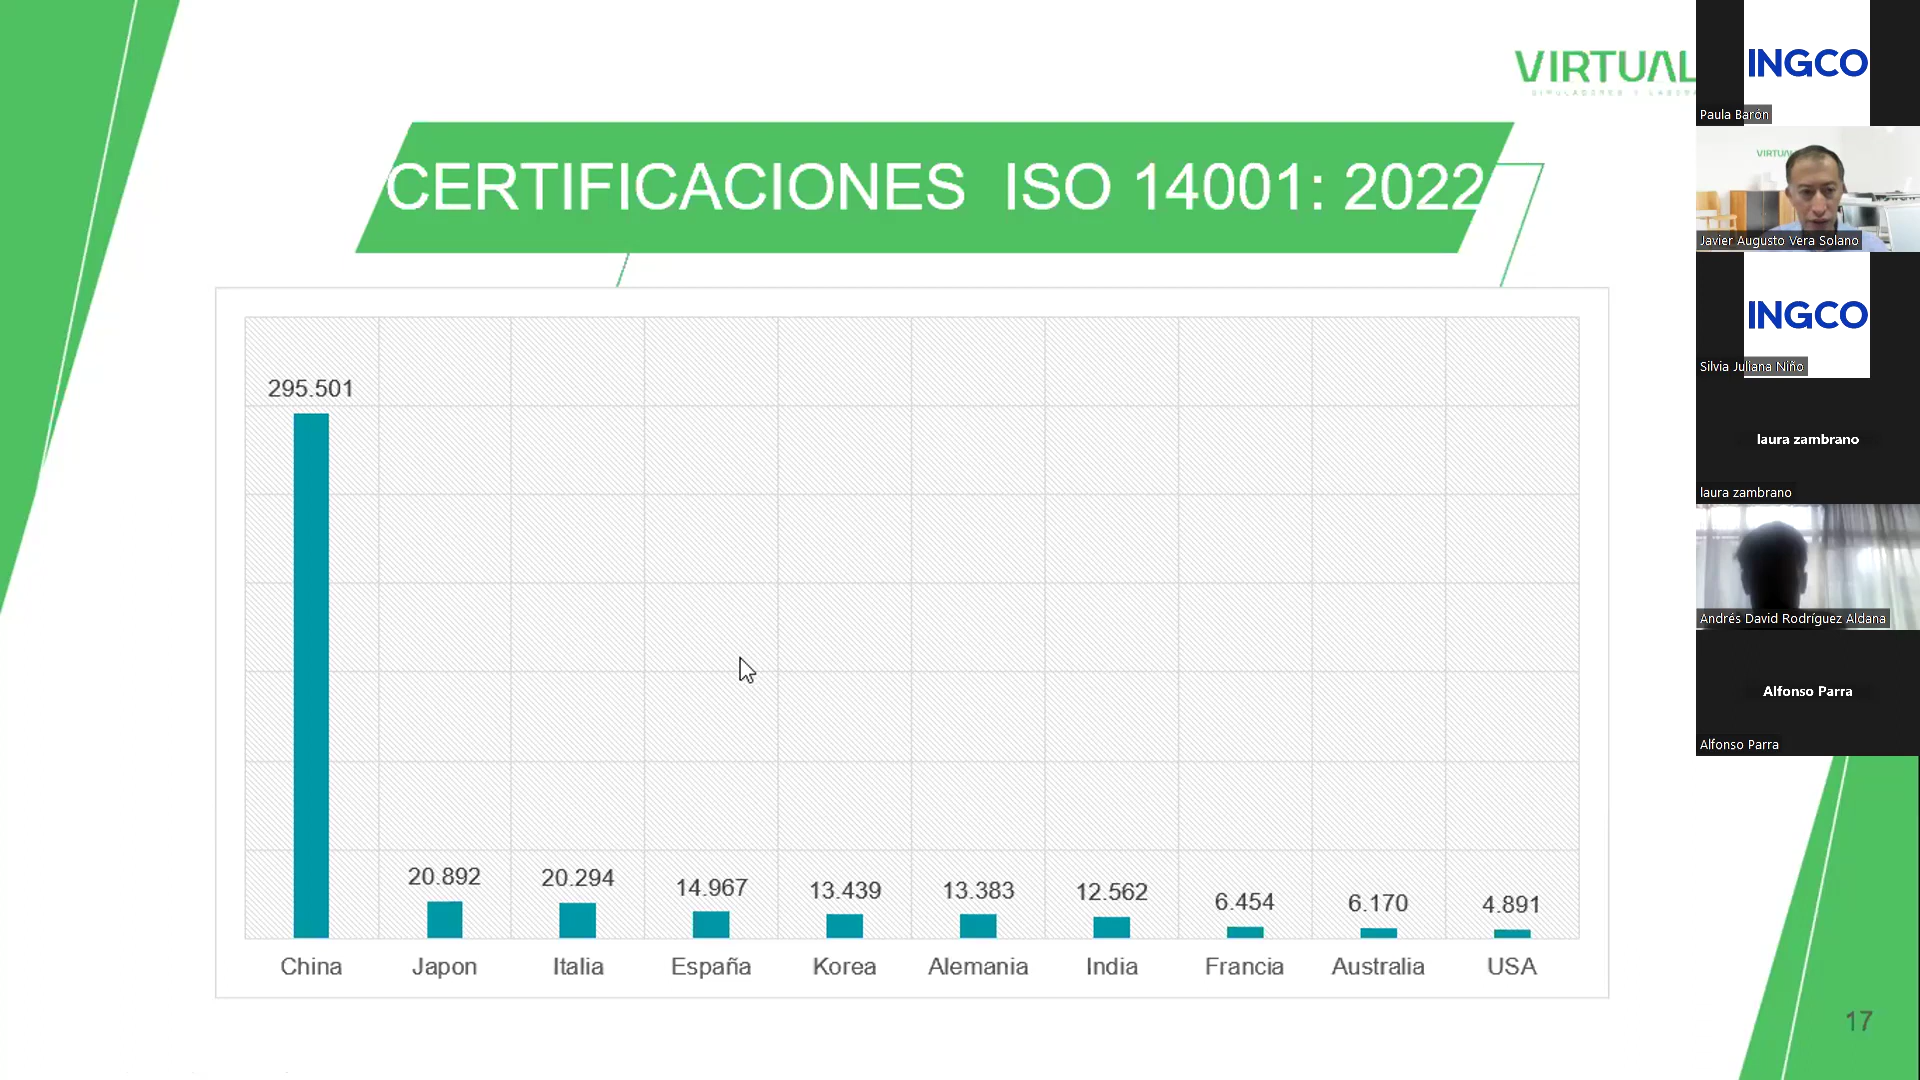 VIRTUAL
CERTIFICACIONES ISO 14001: 2022
295.501
20.892
20.294
14.967
13.439
13.383
12.562
6.454
6.170
4.891
China
Japon
Italia
España
Korea
Alemania
India
Francia
Australia
USA
17
INGCO
Paula Barón
VIRTUAL
Javier Augusto Vera Solano
INGCO
Silvia Juliana Niño
laura zambrano
laura zambrano
Andrés David Rodríguez Aldana
Alfonso Parra
Alfonso Parra